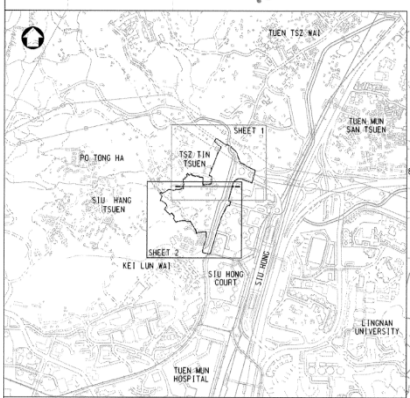 TUEN TSZ WAI
TUEN MUN
SAN TSUEN
SHEET 1
PO TONG HA
TSZ TIN
TSUEN
SIU HANG
TSUEN
SHEET 2
KEI LUN WAI
SIU HONG
COURT
SIU HONG
LINGNAN
UNIVERSITY
TUEN MUN
HOSPITAL